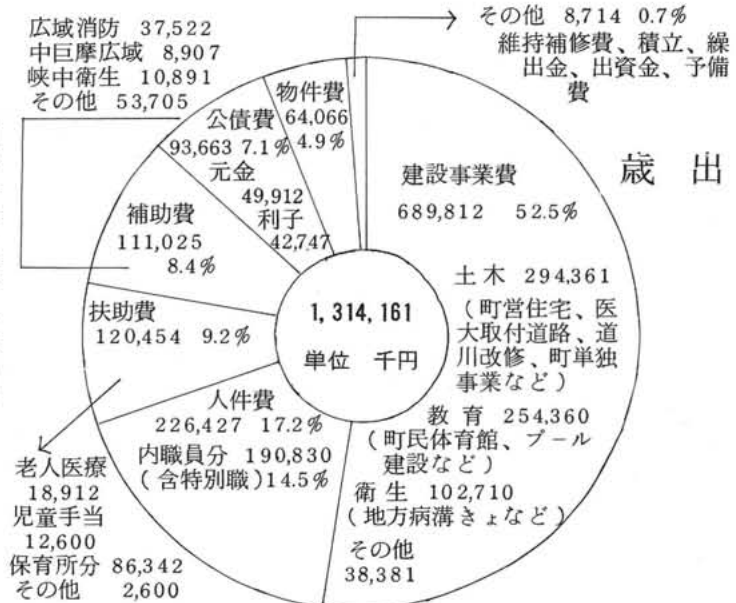 広域消防 37,522
中巨摩広域 8,907
峡中衛生 10,891
その他 53,705
その他 8,714 0.7%
維持補修費、積立、繰
出金、出資金、予備
費
歳出
物件費
64,066
4.9%
公債費
93,663 7.1%
元金
49,912
利子
42,747
補助費
111,025
8.4%
扶助費
120,454 9.2%
建設事業費
689,812 52.5%
土木 294,361
(町営住宅、医
大取付道路、道
川改修、町単独
事業など)
教育 254,360
(町民体育館、プール
建設など)
衛生 102,710
(地方病溝きょなど)
その他
38,381
1,314,161
単位 千円
人件費
226,427 17.2%
内職員分 190,830
(含特別職)14.5%
老人医療
18,912
児童手当
12,600
保育所分 86,342
その他 2,600